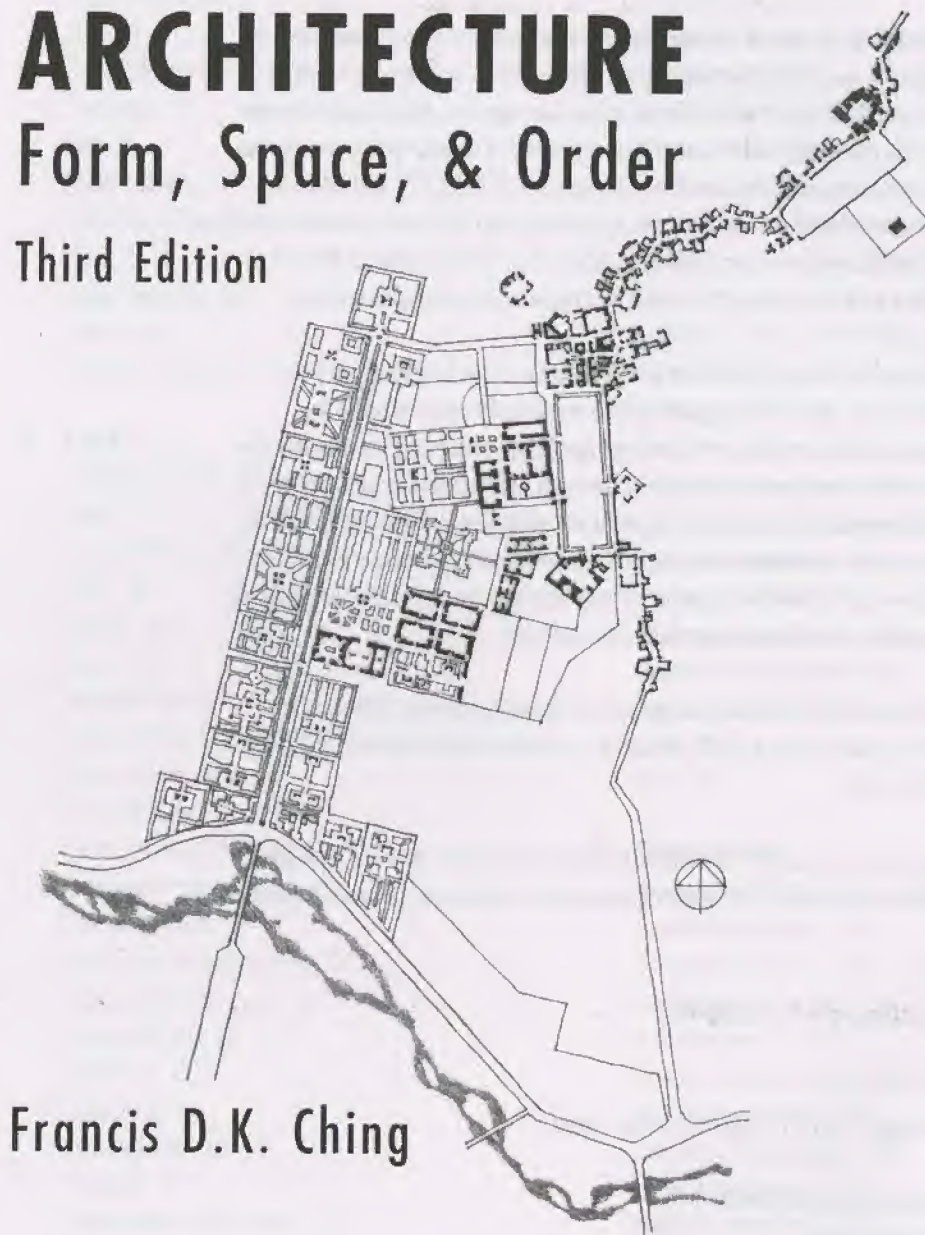 ARCHITECTURE
Form, Space, & Order
Third Edition
Francis D.K. Ching